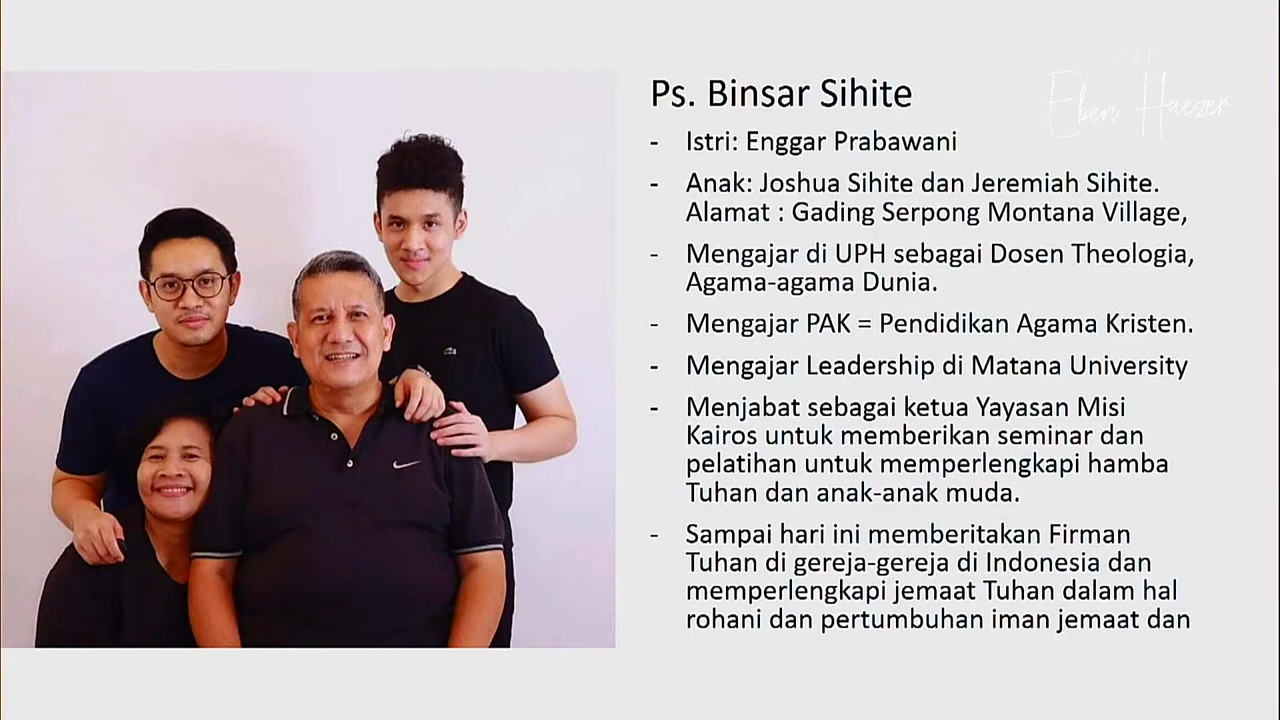 Ps. Binsar Sihite
Eben Haezer
- Istri: Enggar Prabawani
- Anak: Joshua Sihite dan Jeremiah Sihite.
Alamat : Gading Serpong Montana Village,
- Mengajar di UPH sebagai Dosen Theologia,
Agama-agama Dunia.
- Mengajar PAK = Pendidikan Agama Kristen.
- Mengajar Leadership di Matana University
- Menjabat sebagai ketua Yayasan Misi
Kairos untuk memberikan seminar dan
pelatihan untuk memperlengkapi hamba
Tuhan dan anak-anak muda.
- Sampai hari ini memberitakan Firman
Tuhan di gereja-gereja di Indonesia dan
memperlengkapi jemaat Tuhan dalam hal
rohani dan pertumbuhan iman jemaat dan